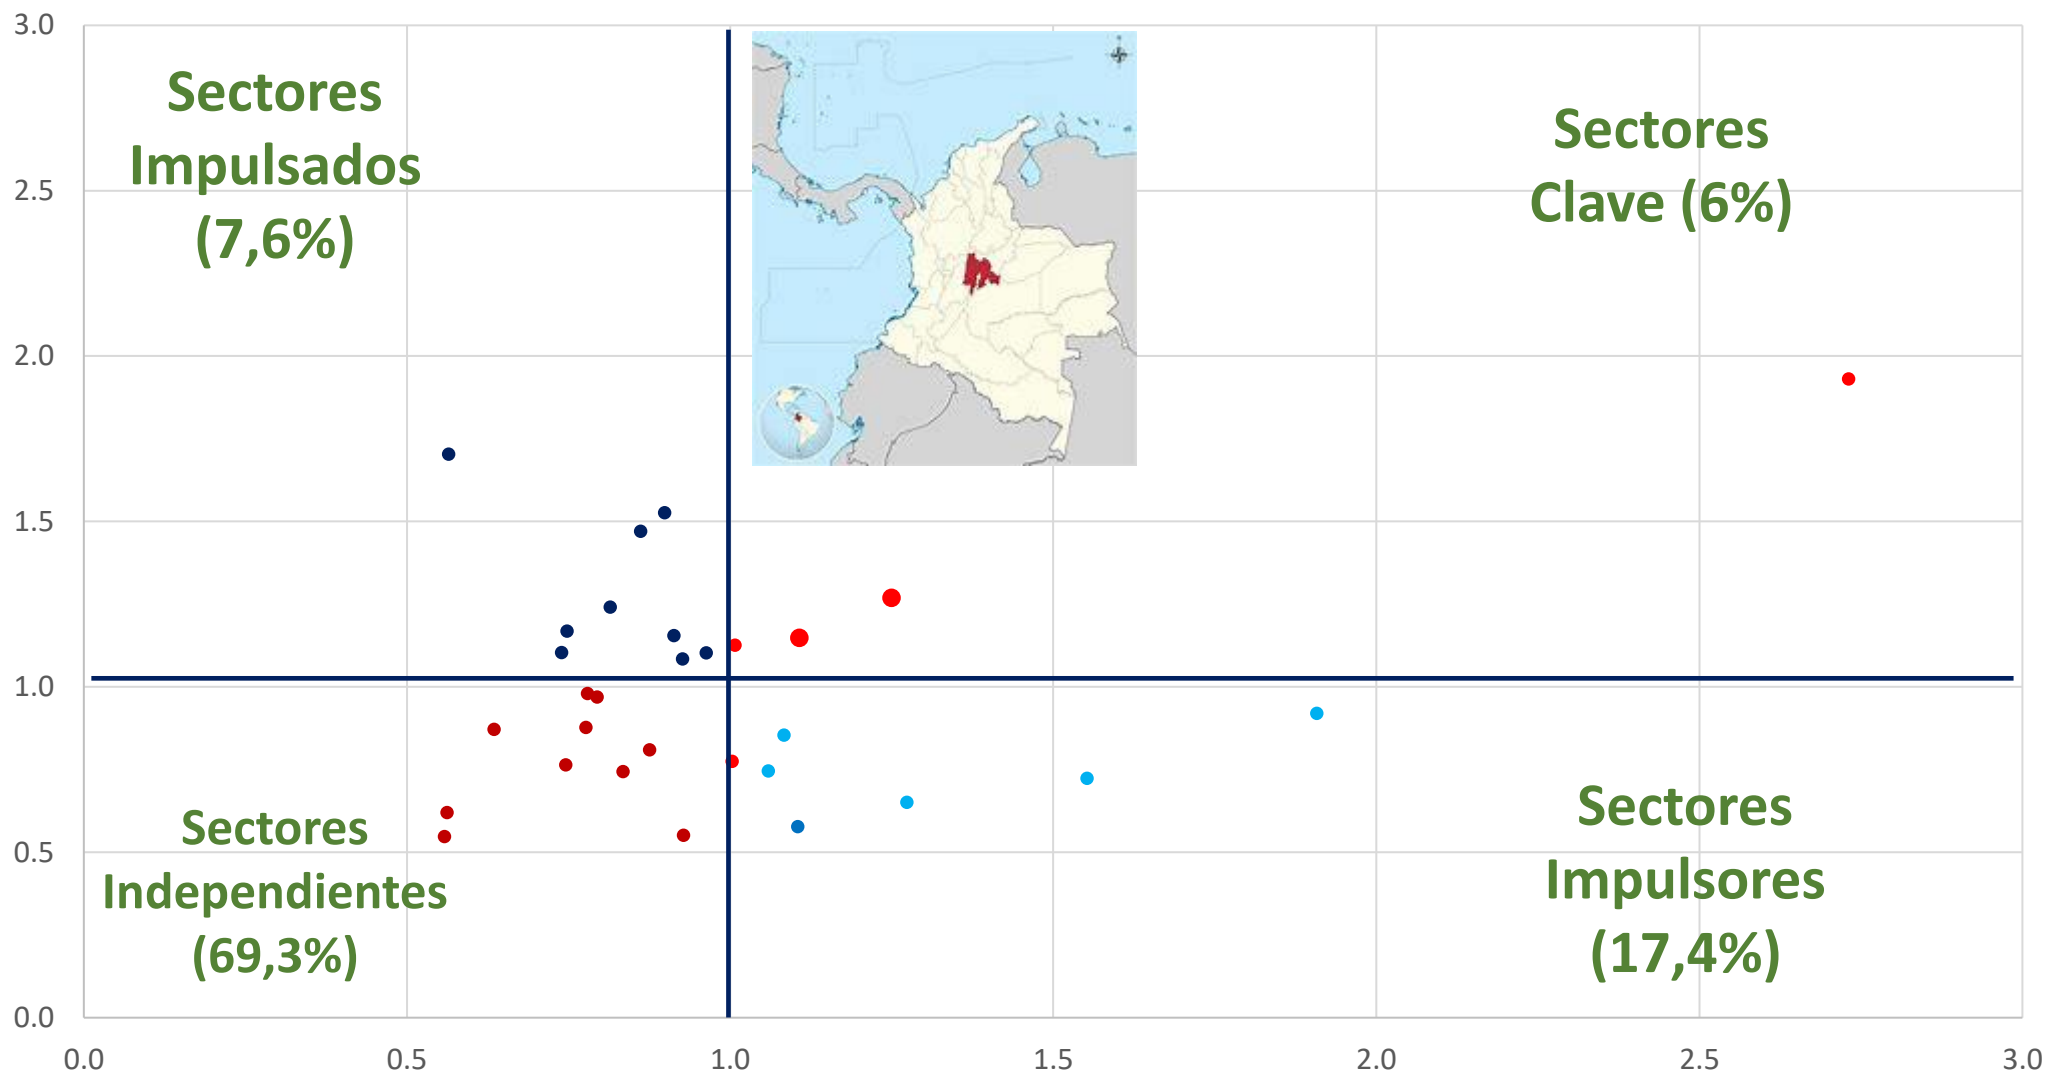 3.0
2.5
2.0
1.5
1.0
0.5
0.0
Sectores
Impulsados
(7,6%)
Sectores
Clave (6%)
Sectores
Independientes
(69,3%)
Sectores
Impulsores
(17,4%)
0.0 0.5 1.0 1.5 2.0 2.5 3.0